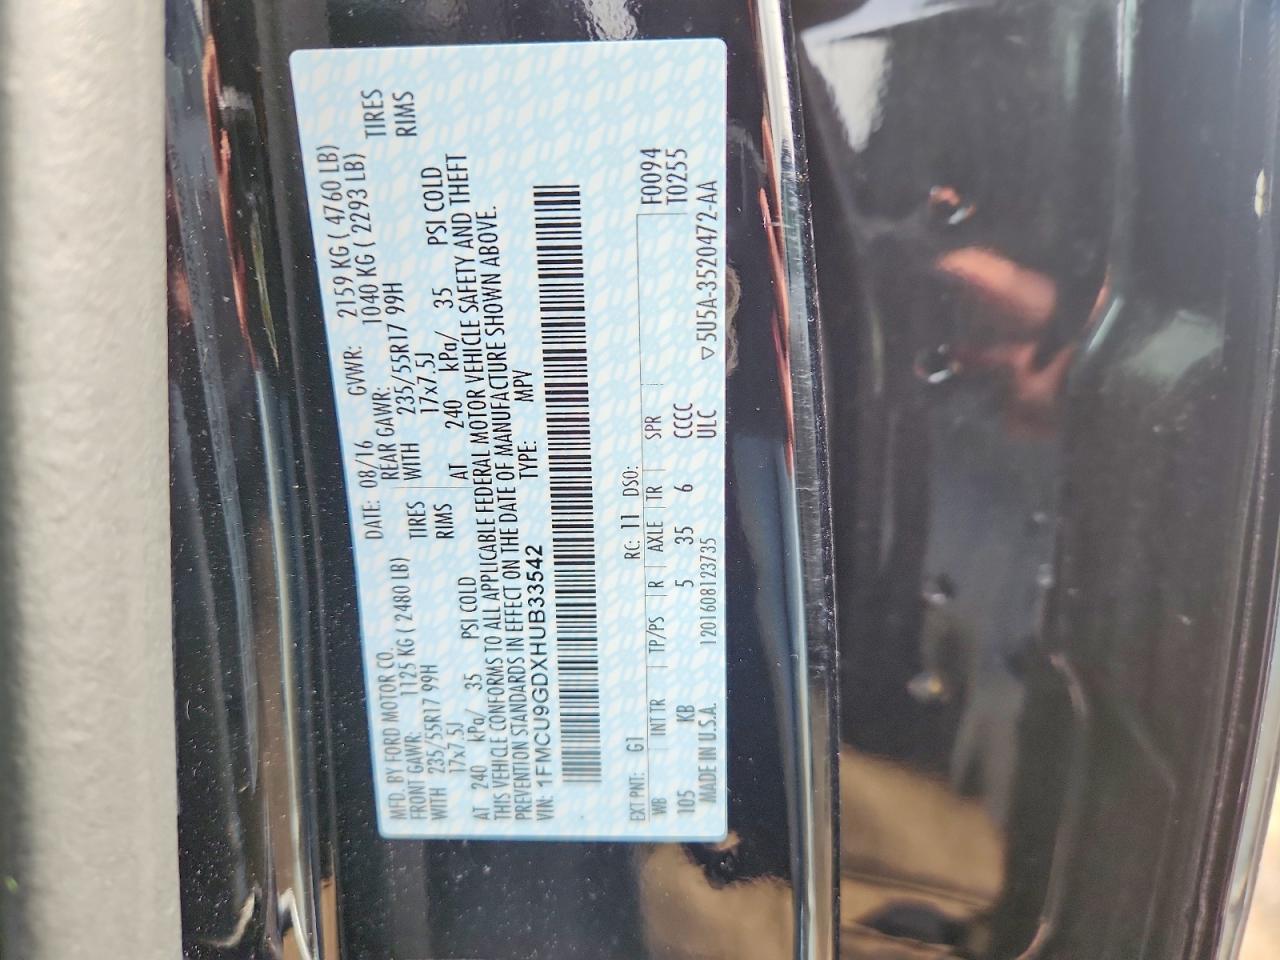 MFD. BY FORD MOTOR CO.
DATE: 08/16 GVWR: 2159 KG ( 4760 LB)
FRONT GAWR: 1125 KG ( 2480 LB)
REAR GAWR: 1040 KG ( 2293 LB)
WITH 235/55R17 99H TIRES
WITH 235/55R17 99H TIRES
17x7.5J RIMS
17x7.5J RIMS
AT 240 kPa/ 35 PSI COLD
AT 240 kPa/ 35 PSI COLD
THIS VEHICLE CONFORMS TO ALL APPLICABLE FEDERAL MOTOR VEHICLE SAFETY AND THEFT
PREVENTION STANDARDS IN EFFECT ON THE DATE OF MANUFACTURE SHOWN ABOVE.
VIN: 1FMCU9GDXHUB33542 TYPE: MPV
EXT PNT: G1 RC: 11 DSO: F0094
WB INT TR TP/PS R AXLE TR SPR T0255
105 KB 5 35 6 CCCC
MADE IN U.S.A. 1201608123735 ULC ▽5U5A-3520472-AA